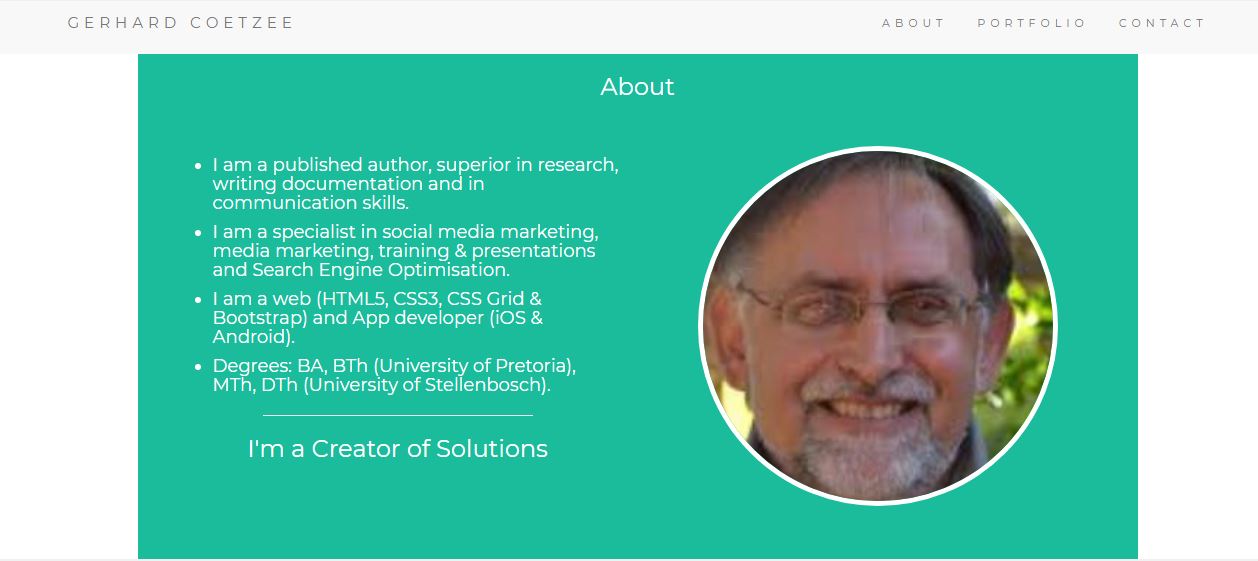 GERHARD COETZEE
ABOUT PORTFOLIO CONTACT
About
I am a published author, superior in research,
writing documentation and in
communication skills.
I am a specialist in social media marketing,
media marketing, training & presentations
and Search Engine Optimisation.
I am a web (HTML5, CSS3, CSS Grid &
Bootstrap) and App developer (iOS &
Android).
Degrees: BA, BTh (University of Pretoria),
MTh, DTh (University of Stellenbosch).
I'm a Creator of Solutions